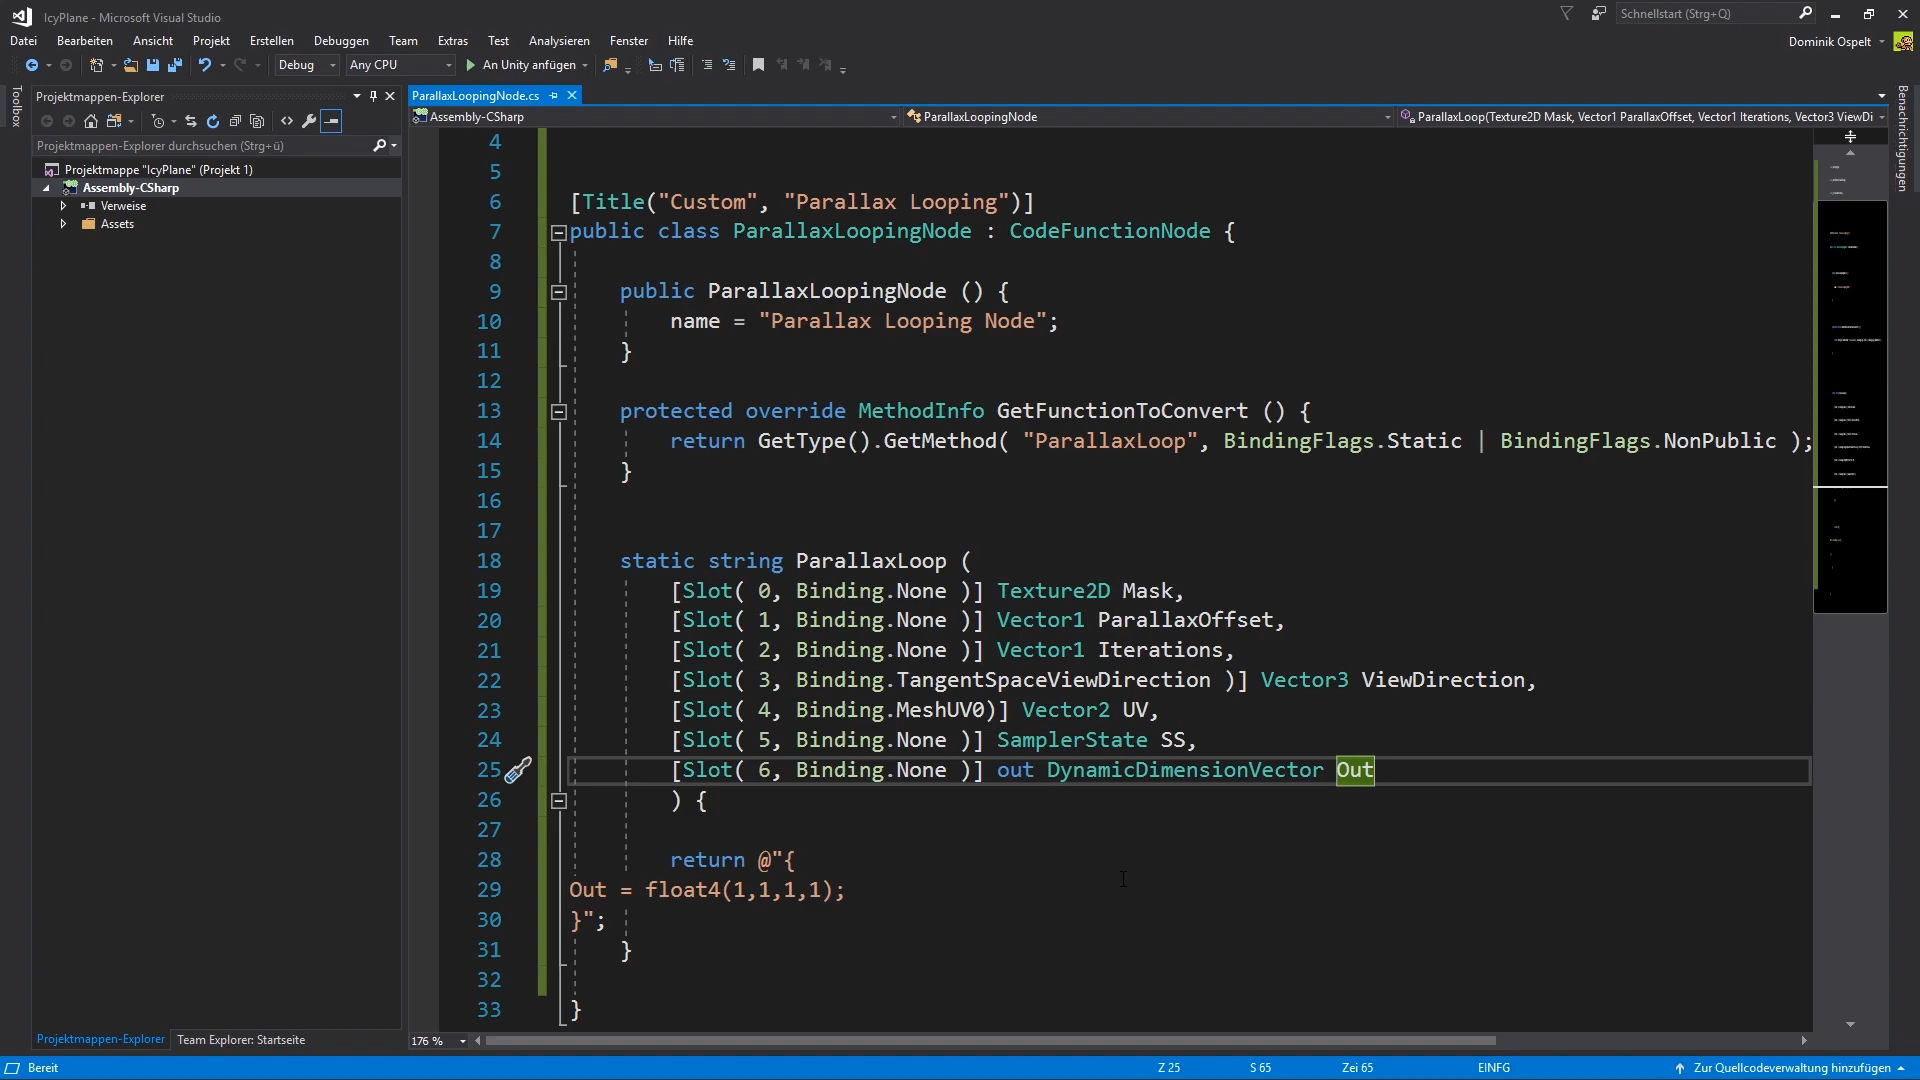 IcyPlane - Microsoft Visual Studio
Schnellstart (Strg+Q)
Datei Bearbeiten Ansicht Projekt Erstellen Debuggen Team Extras Test Analysieren Fenster Hilfe
Dominik Ospelt
Debug Any CPU An Unity anfügen
Toolbox
Projektmappen-Explorer
ParallaxLoopingNode.cs
Benachrichtigungen
Assembly-CSharp ParallaxLoopingNode ParallaxLoop(Texture2D Mask, Vector1 ParallaxOffset, Vector1 Iterations, Vector3 ViewDi
Projektmappen-Explorer durchsuchen (Strg+ü)
Projektmappe "IcyPlane" (Projekt 1)
Assembly-CSharp
Verweise
Assets
4
5
6 [Title("Custom", "Parallax Looping")]
7 public class ParallaxLoopingNode : CodeFunctionNode {
8
9 public ParallaxLoopingNode () {
10 name = "Parallax Looping Node";
11 }
12
13 protected override MethodInfo GetFunctionToConvert () {
14 return GetType().GetMethod( "ParallaxLoop", BindingFlags.Static | BindingFlags.NonPublic );
15 }
16
17
18 static string ParallaxLoop (
19 [Slot( 0, Binding.None )] Texture2D Mask,
20 [Slot( 1, Binding.None )] Vector1 ParallaxOffset,
21 [Slot( 2, Binding.None )] Vector1 Iterations,
22 [Slot( 3, Binding.TangentSpaceViewDirection )] Vector3 ViewDirection,
23 [Slot( 4, Binding.MeshUV0)] Vector2 UV,
24 [Slot( 5, Binding.None )] SamplerState SS,
25 [Slot( 6, Binding.None )] out DynamicDimensionVector Out
26 ) {
27
28 return @"{
29 Out = float4(1,1,1,1);
30 }";
31 }
32
33 }
Projektmappen-Explorer Team Explorer: Startseite
176 %
Bereit Z 25 S 65 Zei 65 EINFG Zur Quellcodeverwaltung hinzufügen